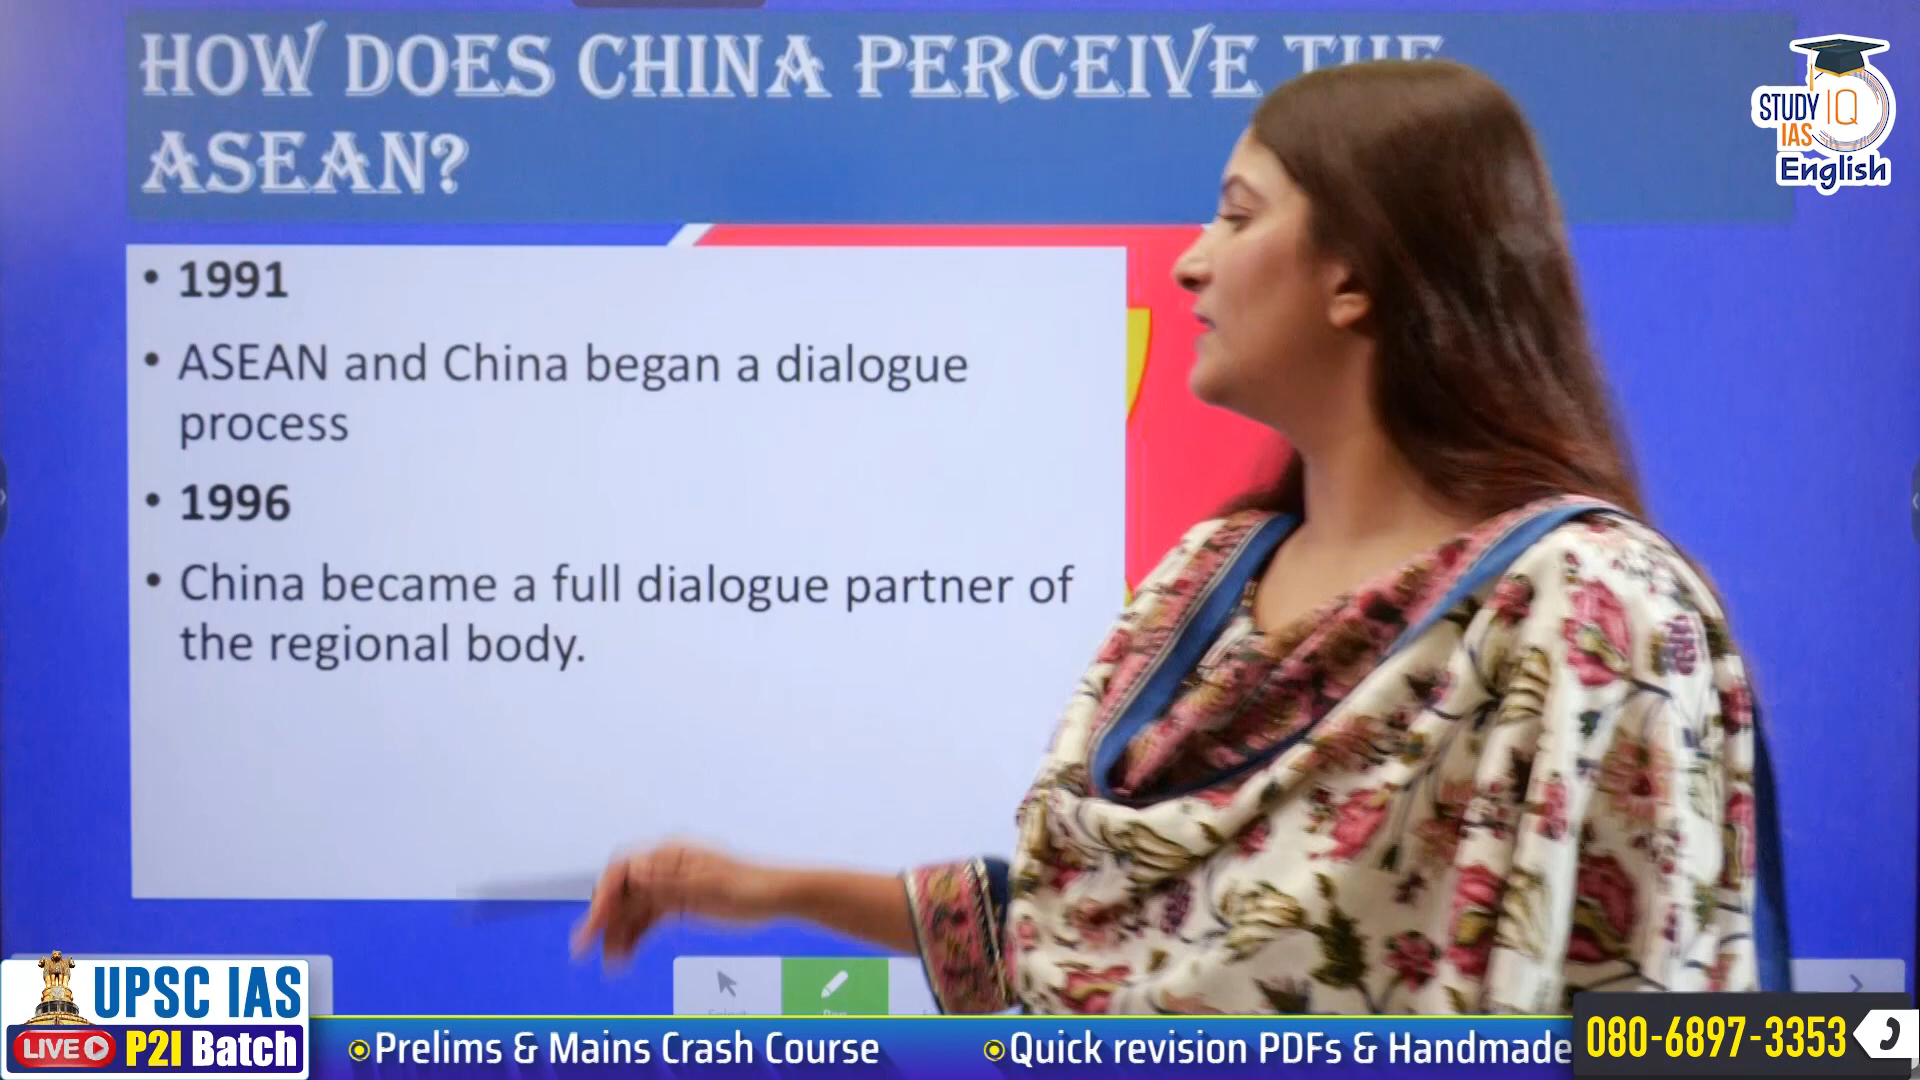 HOW DOES CHINA PERCEIVE THE
ASEAN?
STUDY IQ
IAS
English
• 1991
• ASEAN and China began a dialogue
process
• 1996
• China became a full dialogue partner of
the regional body.
Select
Pen
UPSC IAS
LIVE P2I Batch
Prelims & Mains Crash Course
Quick revision PDFs & Handmade
080-6897-3353